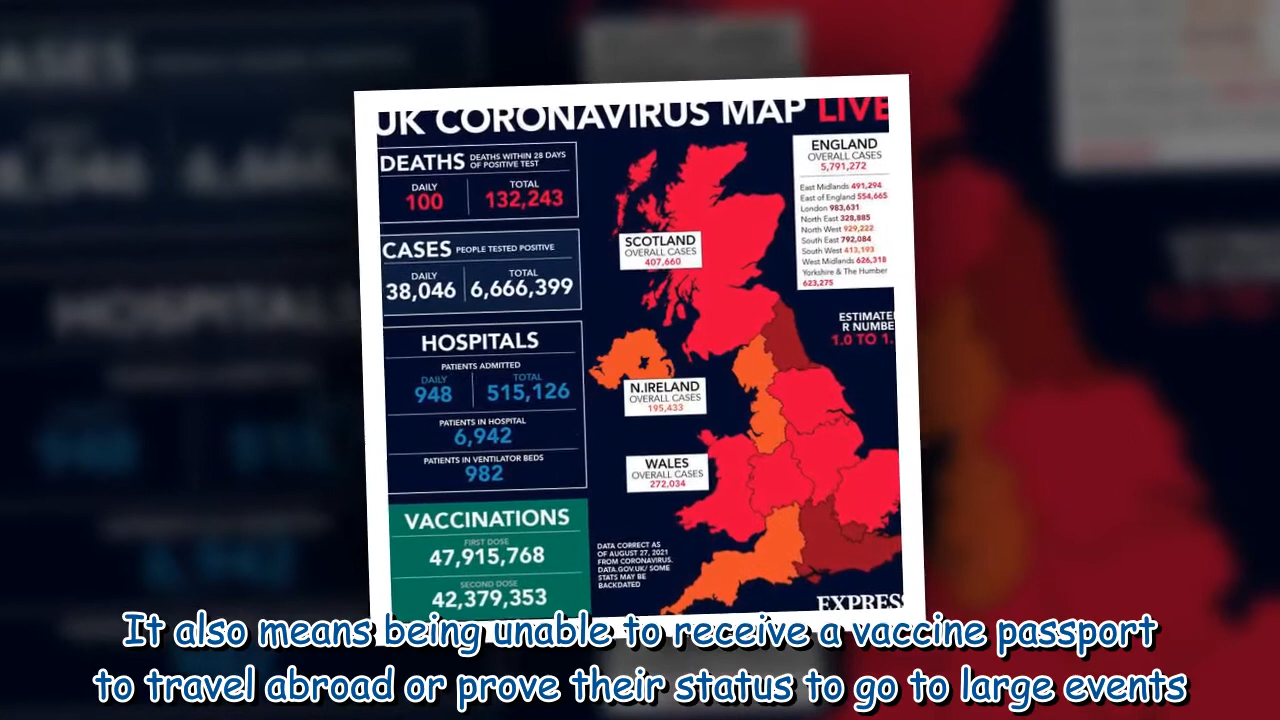 UK CORONAVIRUS MAP LIVE
DEATHS DEATHS WITHIN 28 DAYS
OF POSITIVE TEST
DAILY TOTAL
100 132,243
CASES PEOPLE TESTED POSITIVE
DAILY TOTAL
38,046 6,666,399
HOSPITALS
PATIENTS ADMITTED
DAILY TOTAL
948 515,126
PATIENTS IN HOSPITAL
6,942
PATIENTS IN VENTILATOR BEDS
982
VACCINATIONS
FIRST DOSE
47,915,768
SECOND DOSE
42,379,353
SCOTLAND
OVERALL CASES
407,660
N.IRELAND
OVERALL CASES
195,433
WALES
OVERALL CASES
272,034
ENGLAND
OVERALL CASES
5,791,272
East Midlands 491,294
East of England 554,665
London 983,631
North East 328,885
North West 929,222
South East 792,084
South West 413,193
West Midlands 626,318
Yorkshire & The Humber
623,275
ESTIMATE
R NUMBE
1.0 TO 1.
DATA CORRECT AS
OF AUGUST 27, 2021
FROM CORONAVIRUS.
DATA.GOV.UK/ SOME
STATS MAY BE
BACKDATED
EXPRESS
It also means being unable to receive a vaccine passport
to travel abroad or prove their status to go to large events